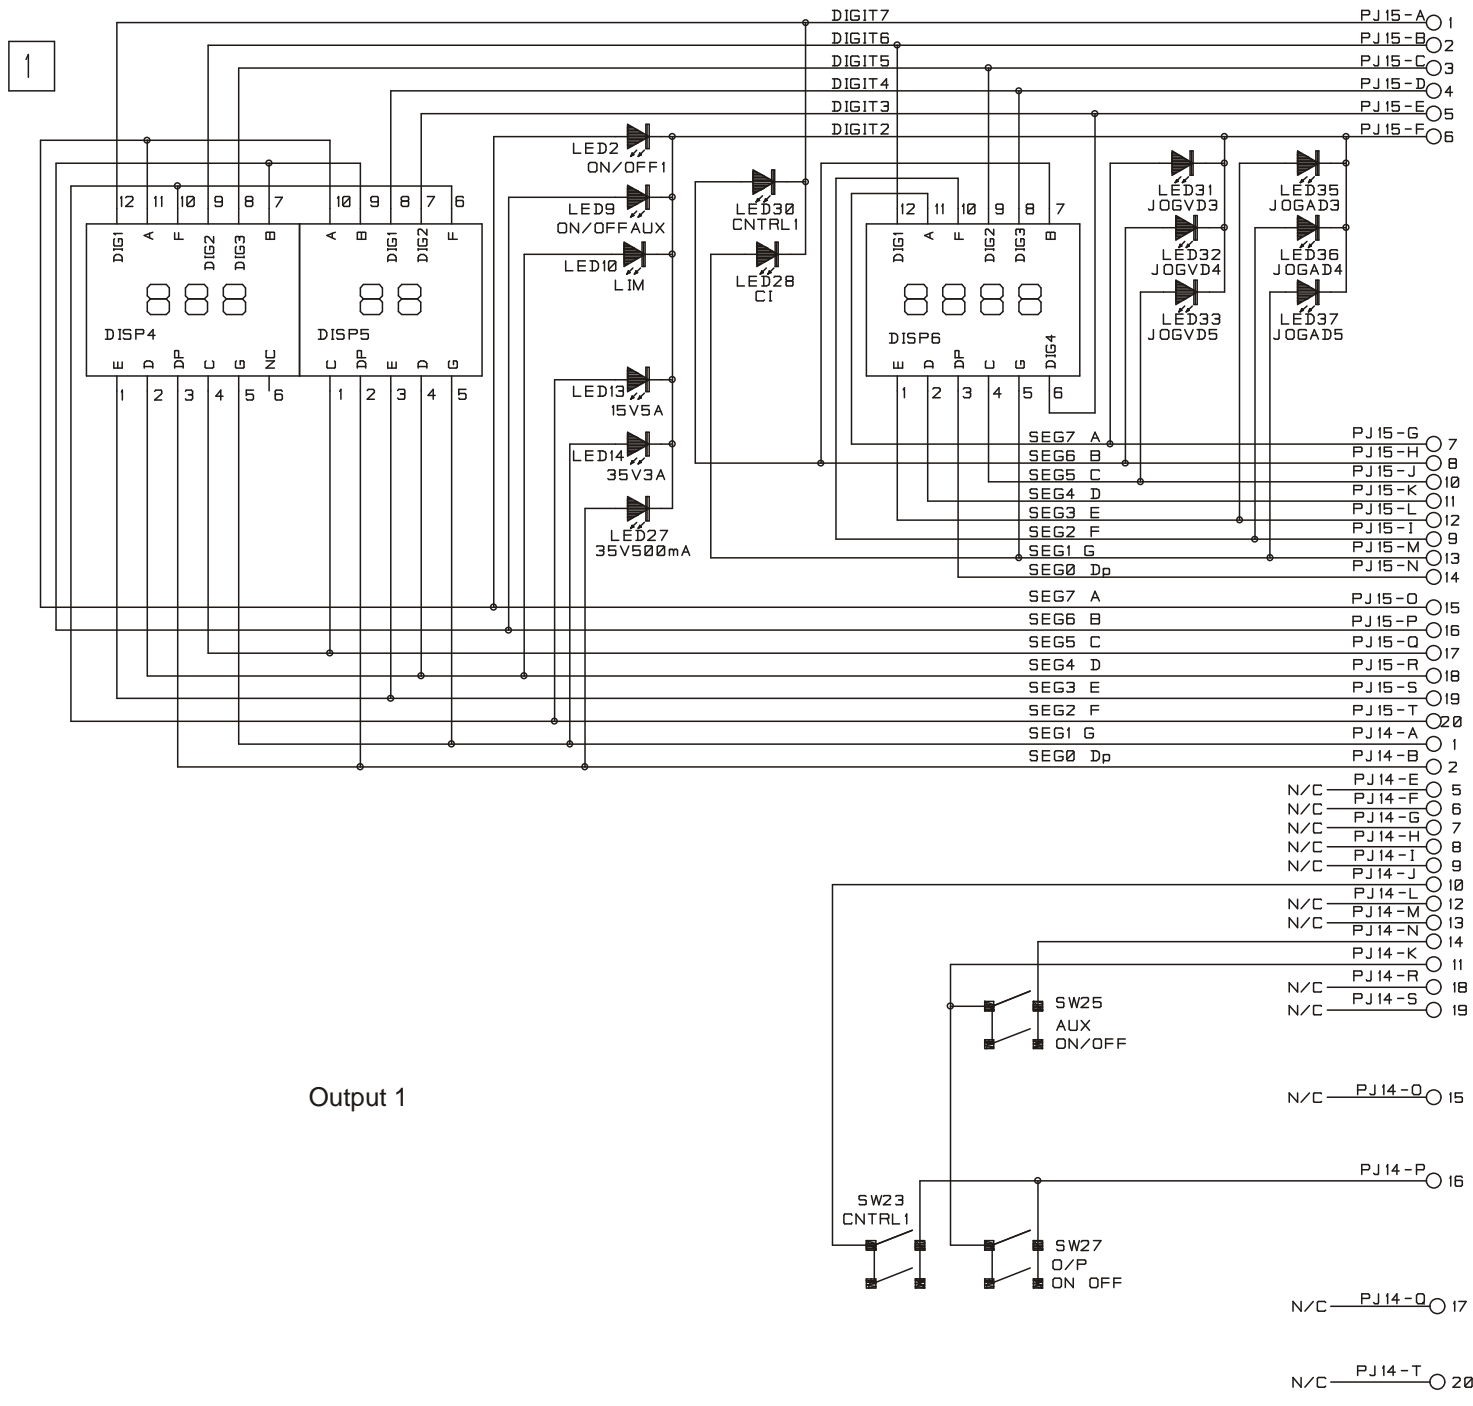 1
DIGIT7 PJ15-A 1
DIGIT6 PJ15-B 2
DIGIT5 PJ15-C 3
DIGIT4 PJ15-D 4
DIGIT3 PJ15-E 5
DIGIT2 PJ15-F 6
LED2
ON/OFF1
LED9
ON/OFFAUX
LED10
LIM
LED13
15V5A
LED14
35V3A
LED27
35V500mA
LED30
CNTRL1
LED28
CI
LED31
JOGVD3
LED32
JOGVD4
LED33
JOGVD5
LED35
JOGAD3
LED36
JOGAD4
LED37
JOGAD5
12 11 10 9 8 7
DIG1 A F DIG2 DIG3 B
DISP4
E D DP C G NC
1 2 3 4 5 6
10 9 8 7 6
A B DIG1 DIG2 F
DISP5
C DP E D G
1 2 3 4 5
12 11 10 9 8 7
DIG1 A F DIG2 DIG3 B
DISP6
E D DP C G DIG4
1 2 3 4 5 6
SEG7 A PJ15-G 7
SEG6 B PJ15-H 8
SEG5 C PJ15-J 10
SEG4 D PJ15-K 11
SEG3 E PJ15-L 12
SEG2 F PJ15-I 9
SEG1 G PJ15-M 13
SEG0 Dp PJ15-N 14
SEG7 A PJ15-O 15
SEG6 B PJ15-P 16
SEG5 C PJ15-Q 17
SEG4 D PJ15-R 18
SEG3 E PJ15-S 19
SEG2 F PJ15-T 20
SEG1 G PJ14-A 1
SEG0 Dp PJ14-B 2
N/C PJ14-E 5
N/C PJ14-F 6
N/C PJ14-G 7
N/C PJ14-H 8
N/C PJ14-I 9
PJ14-J 10
N/C PJ14-L 12
N/C PJ14-M 13
PJ14-N 14
PJ14-K 11
N/C PJ14-R 18
N/C PJ14-S 19
SW25
AUX
ON/OFF
Output 1
N/C PJ14-O 15
PJ14-P 16
SW23
CNTRL1
SW27
O/P
ON OFF
N/C PJ14-Q 17
N/C PJ14-T 20